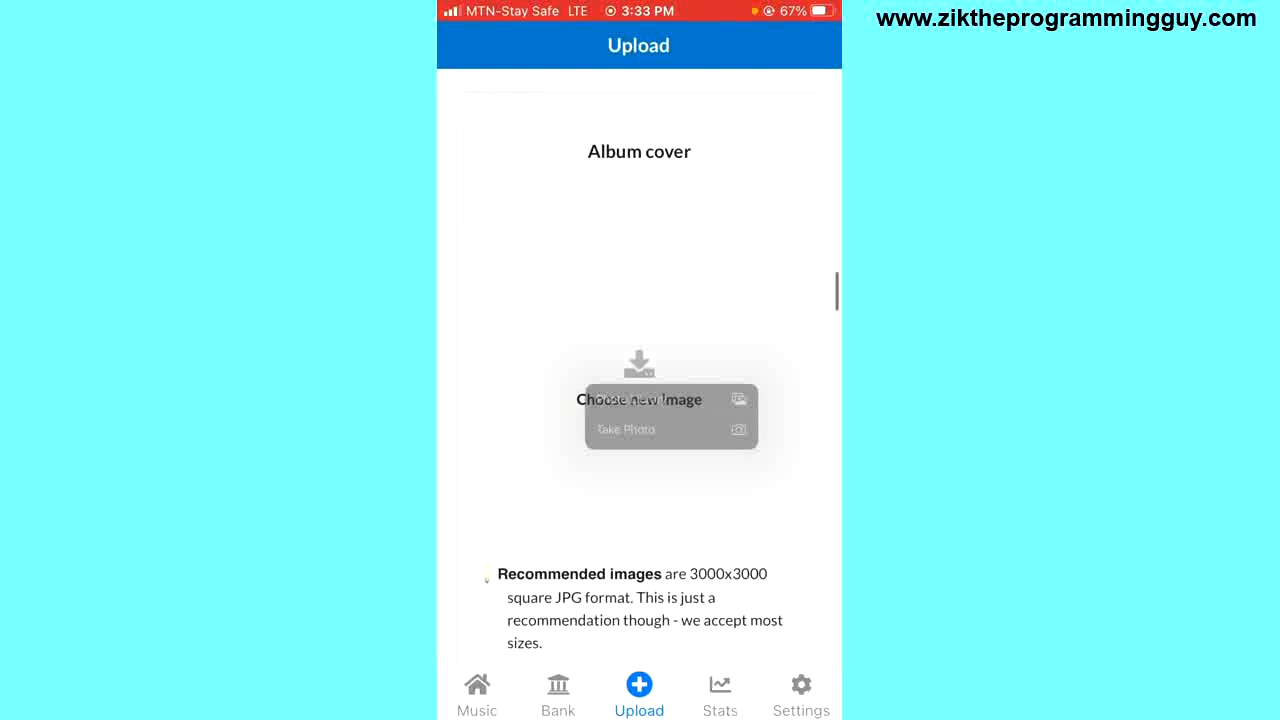 MTN-Stay Safe LTE 3:33 PM 67%
www.ziktheprogrammingguy.com
Upload
Album cover
Choose new image
Take Photo
Recommended images are 3000x3000
square JPG format. This is just a
recommendation though - we accept most
sizes.
Music Bank Upload Stats Settings